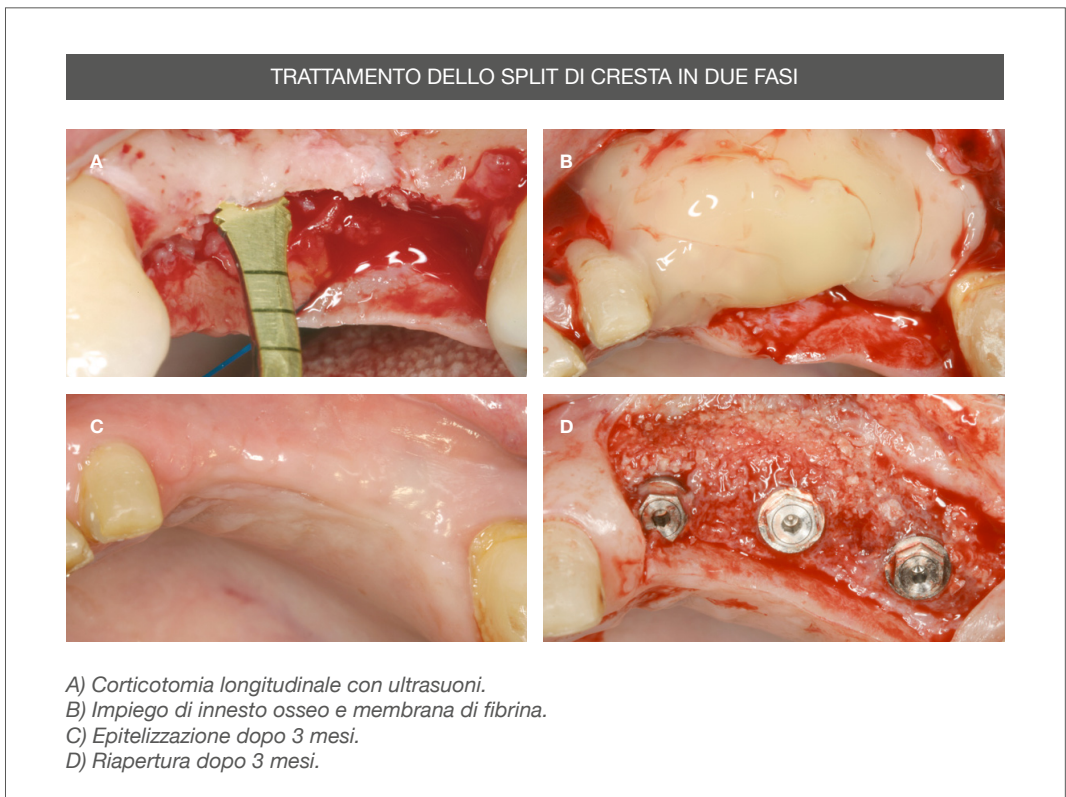 TRATTAMENTO DELLO SPLIT DI CRESTA IN DUE FASI
A
B
C
D
A) Corticotomia longitudinale con ultrasuoni.
B) Impiego di innesto osseo e membrana di fibrina.
C) Epitelizzazione dopo 3 mesi.
D) Riapertura dopo 3 mesi.